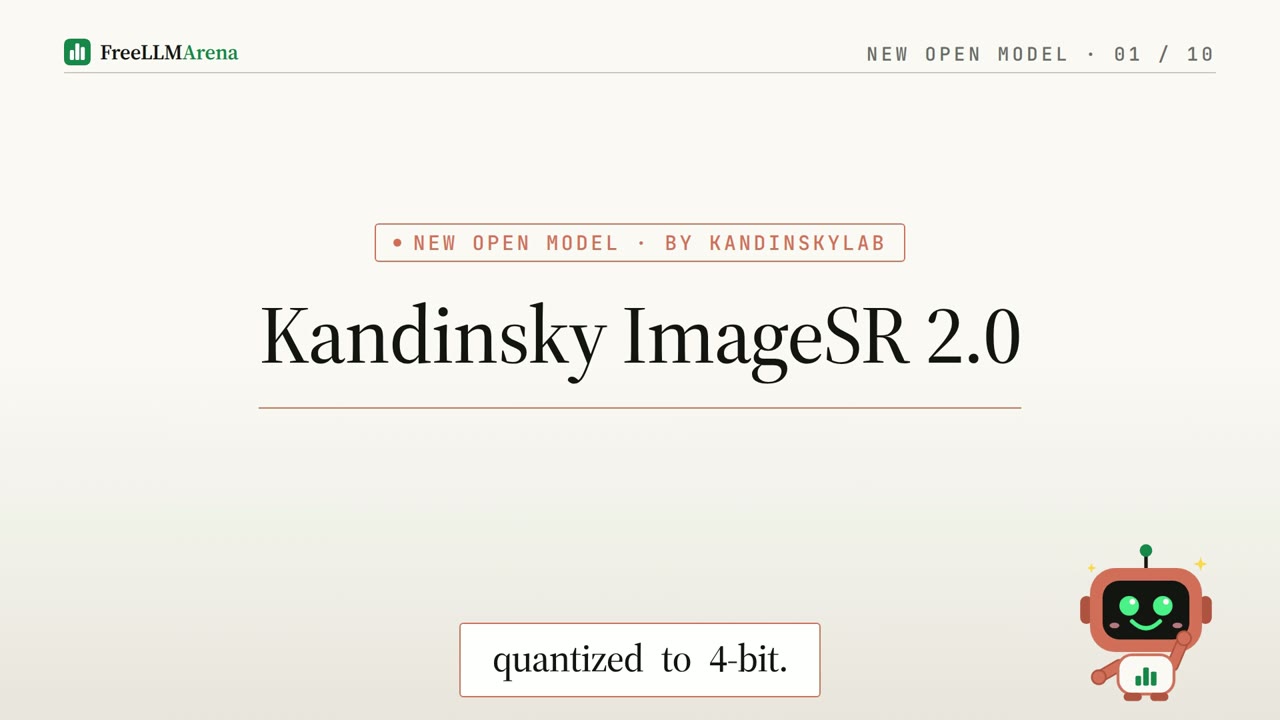 FreeLLMArena
NEW OPEN MODEL · 01 / 10
NEW OPEN MODEL · BY KANDINSKYLAB
Kandinsky ImageSR 2.0
quantized to 4-bit.